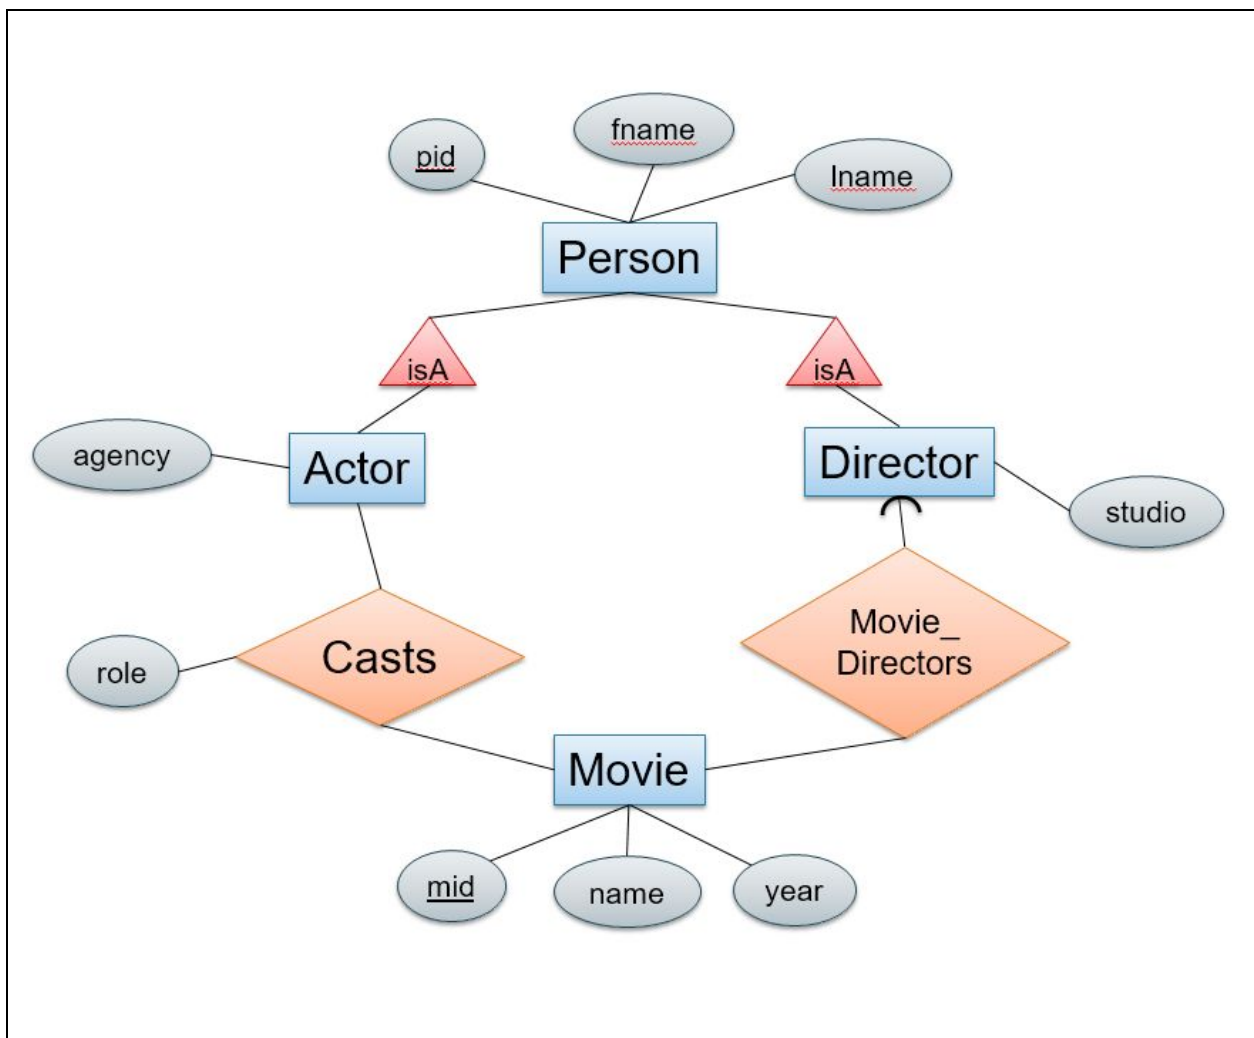 fname
pid
lname
Person
isA
isA
agency
Actor
Director
studio
role
Casts
Movie_
Directors
Movie
mid
name
year